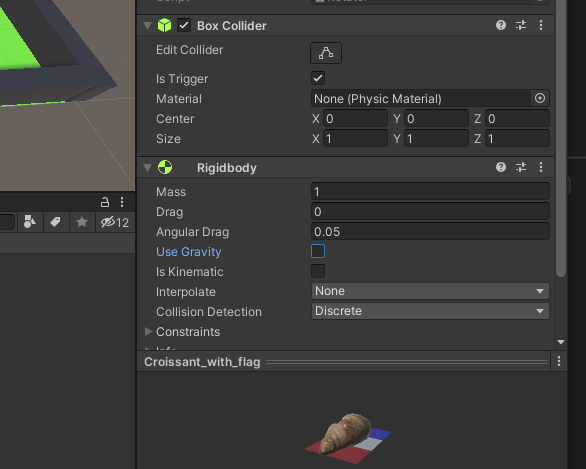 Box Collider
Edit Collider
Is Trigger
Material None (Physic Material)
Center X 0 Y 0 Z 0
Size X 1 Y 1 Z 1
Rigidbody
Mass 1
Drag 0
12
Angular Drag 0.05
Use Gravity
Is Kinematic
Interpolate None
Collision Detection Discrete
Constraints
Croissant_with_flag